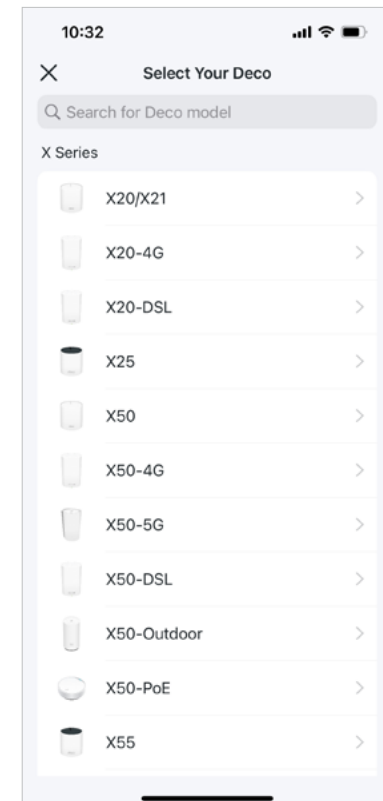 10:32
Select Your Deco
Search for Deco model
X Series
X20/X21
X20-4G
X20-DSL
X25
X50
X50-4G
X50-5G
X50-DSL
X50-Outdoor
X50-PoE
X55